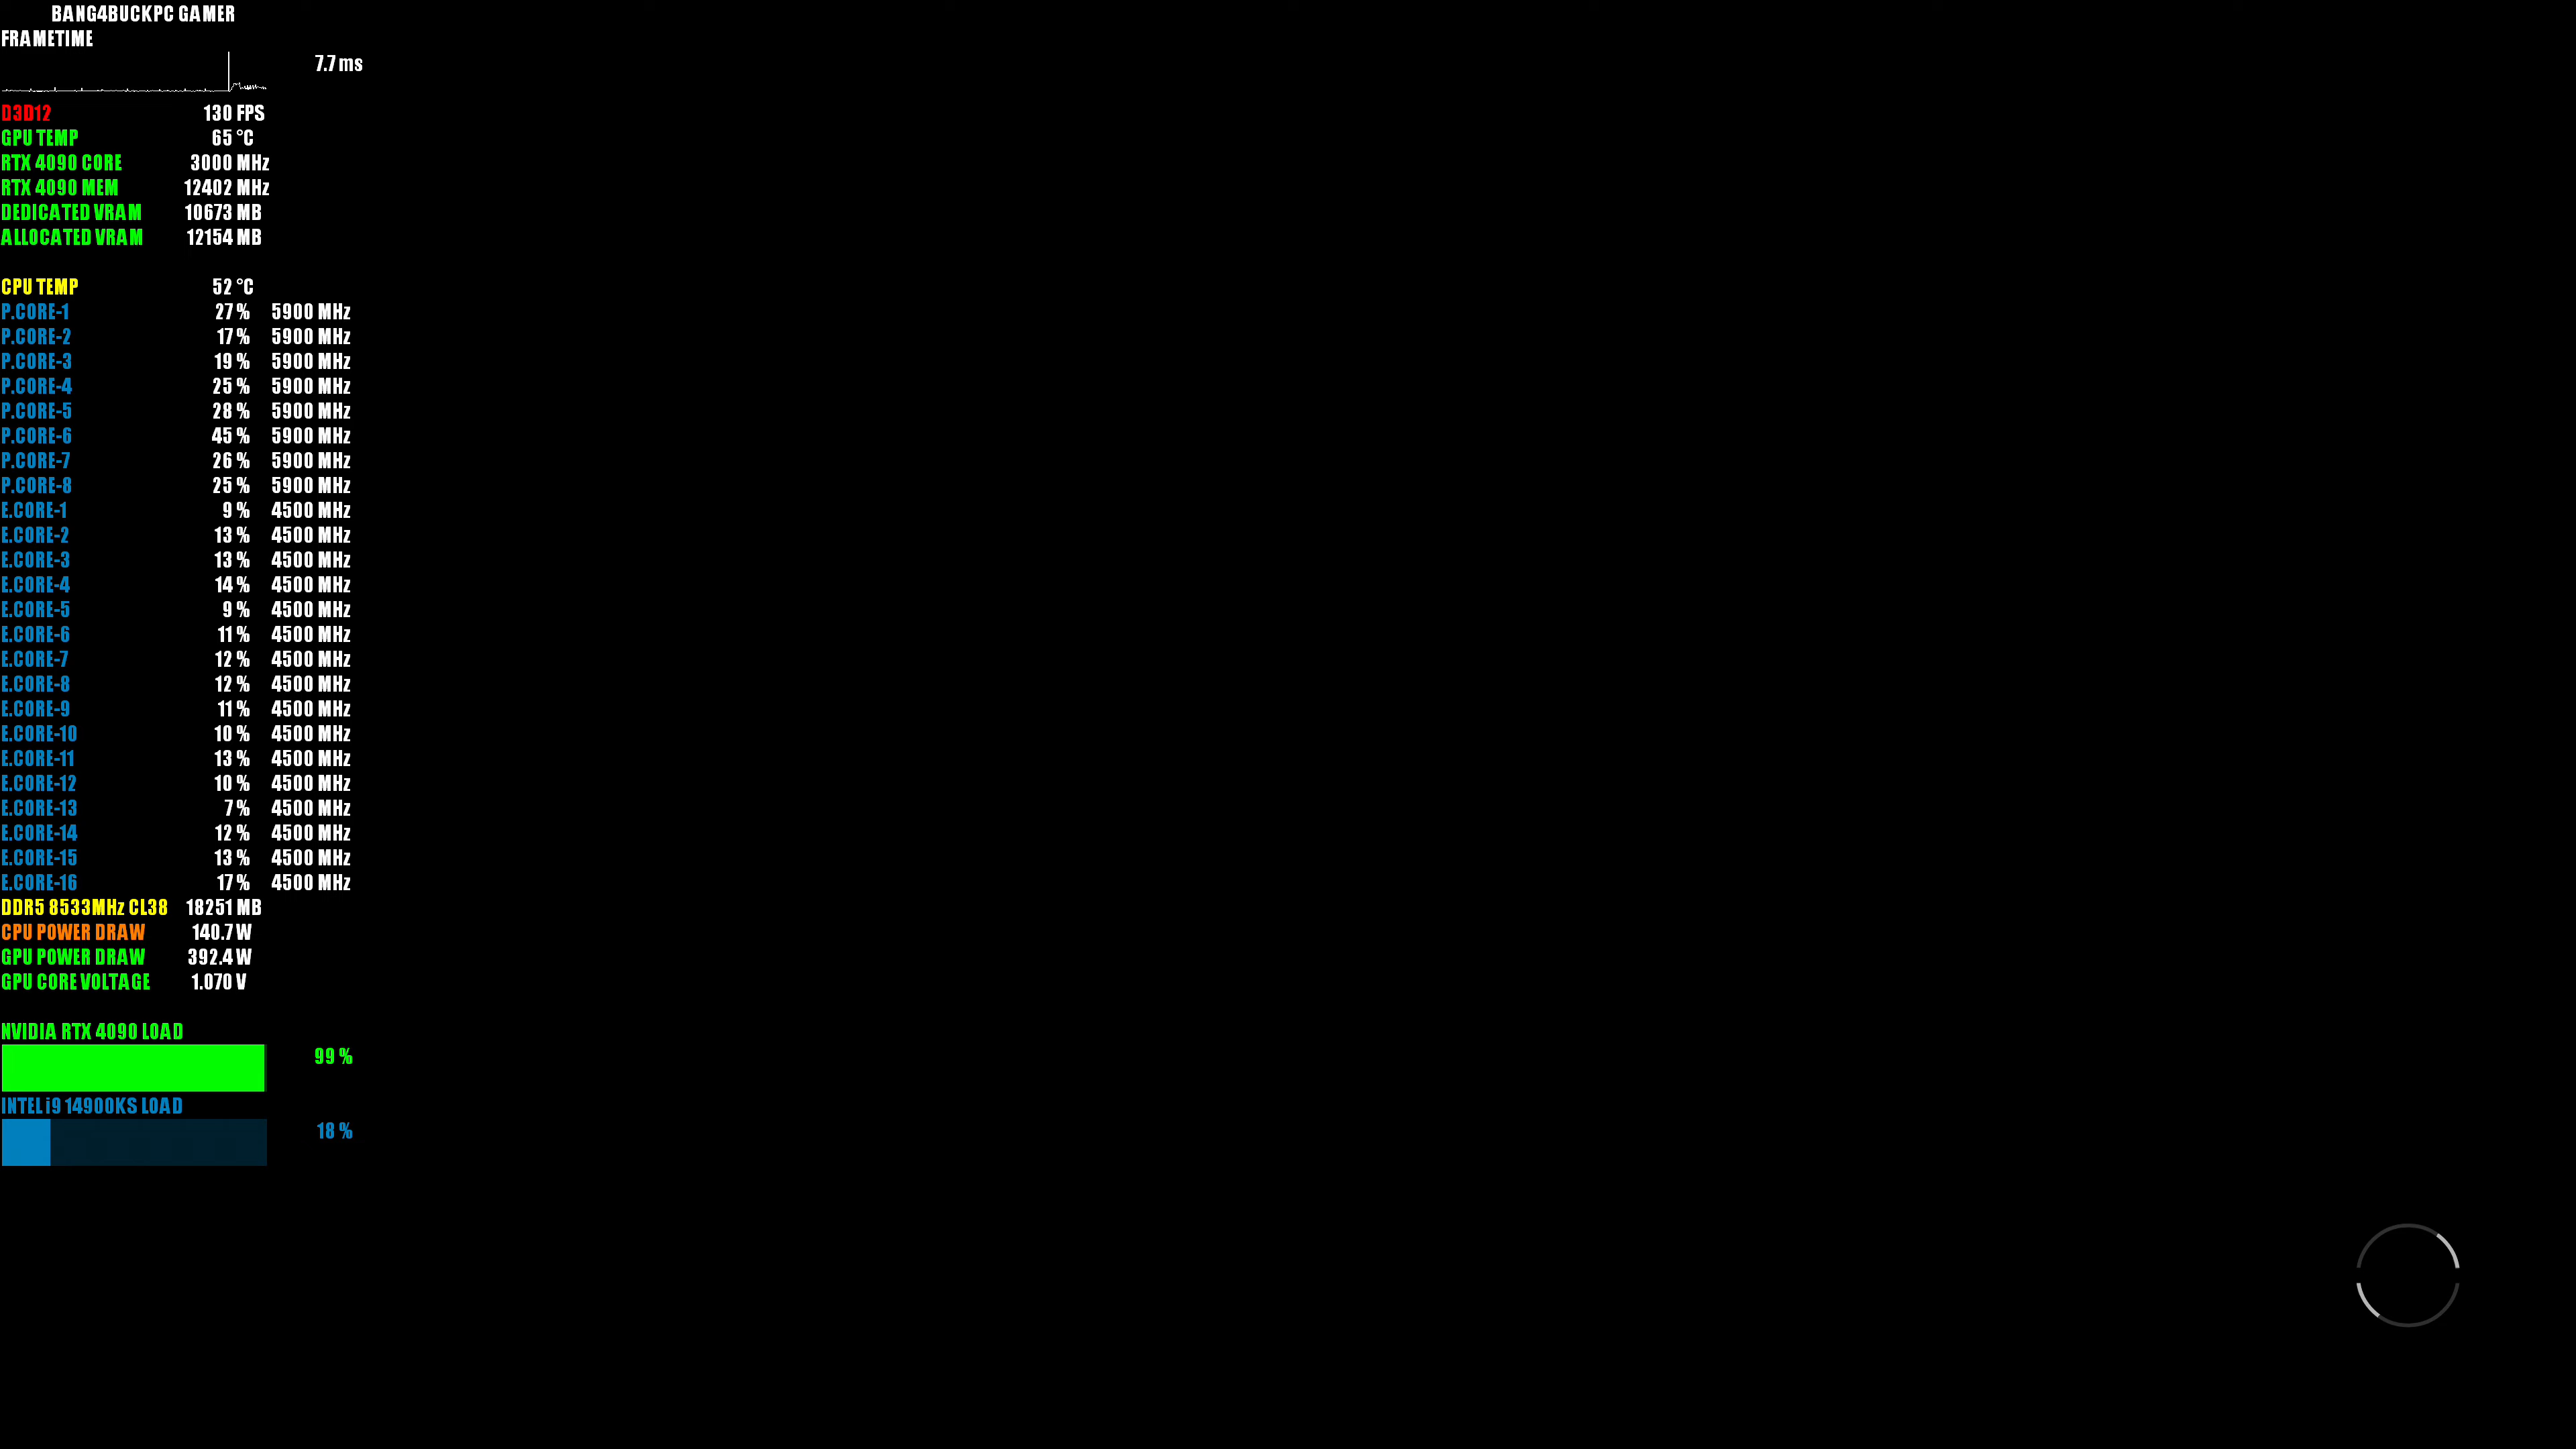 BANG4BUCKPC GAMER
FRAMETIME
7.7 ms
D3D12 130 FPS
GPU TEMP 65 °C
RTX 4090 CORE 3000 MHz
RTX 4090 MEM 12402 MHz
DEDICATED VRAM 10673 MB
ALLOCATED VRAM 12154 MB
CPU TEMP 52 °C
P.CORE-1 27 % 5900 MHz
P.CORE-2 17 % 5900 MHz
P.CORE-3 19 % 5900 MHz
P.CORE-4 25 % 5900 MHz
P.CORE-5 28 % 5900 MHz
P.CORE-6 45 % 5900 MHz
P.CORE-7 26 % 5900 MHz
P.CORE-8 25 % 5900 MHz
E.CORE-1 9 % 4500 MHz
E.CORE-2 13 % 4500 MHz
E.CORE-3 13 % 4500 MHz
E.CORE-4 14 % 4500 MHz
E.CORE-5 9 % 4500 MHz
E.CORE-6 11 % 4500 MHz
E.CORE-7 12 % 4500 MHz
E.CORE-8 12 % 4500 MHz
E.CORE-9 11 % 4500 MHz
E.CORE-10 10 % 4500 MHz
E.CORE-11 13 % 4500 MHz
E.CORE-12 10 % 4500 MHz
E.CORE-13 7 % 4500 MHz
E.CORE-14 12 % 4500 MHz
E.CORE-15 13 % 4500 MHz
E.CORE-16 17 % 4500 MHz
DDR5 8533MHz CL38 18251 MB
CPU POWER DRAW 140.7 W
GPU POWER DRAW 392.4 W
GPU CORE VOLTAGE 1.070 V
NVIDIA RTX 4090 LOAD
99 %
INTEL i9 14900KS LOAD
18 %